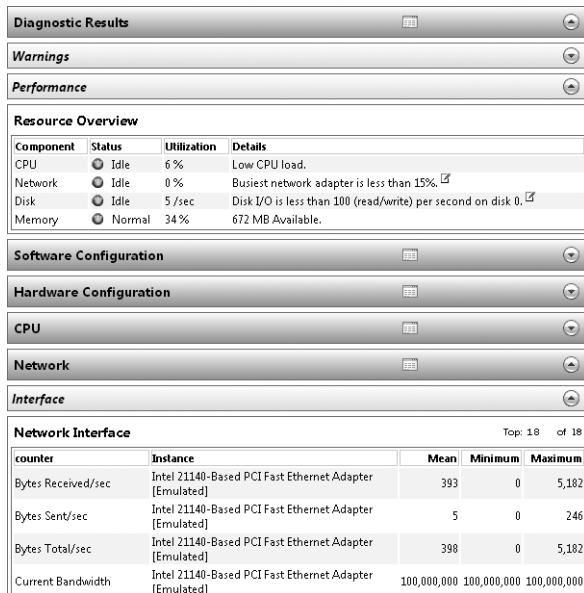 Diagnostic Results
Warnings
Performance
Resource Overview
Component Status Utilization Details
CPU Idle 6 % Low CPU load.
Network Idle 0 % Busiest network adapter is less than 15%.
Disk Idle 5 /sec Disk I/O is less than 100 (read/write) per second on disk 0.
Memory Normal 34 % 672 MB Available.
Software Configuration
Hardware Configuration
CPU
Network
Interface
Network Interface Top: 18 of 18
counter Instance Mean Minimum Maximum
Bytes Received/sec Intel 21140-Based PCI Fast Ethernet Adapter 393 0 5,182
[Emulated]
Bytes Sent/sec Intel 21140-Based PCI Fast Ethernet Adapter 5 0 246
[Emulated]
Bytes Total/sec Intel 21140-Based PCI Fast Ethernet Adapter 398 0 5,182
[Emulated]
Current Bandwidth Intel 21140-Based PCI Fast Ethernet Adapter 100,000,000 100,000,000 100,000,000
[Emulated]